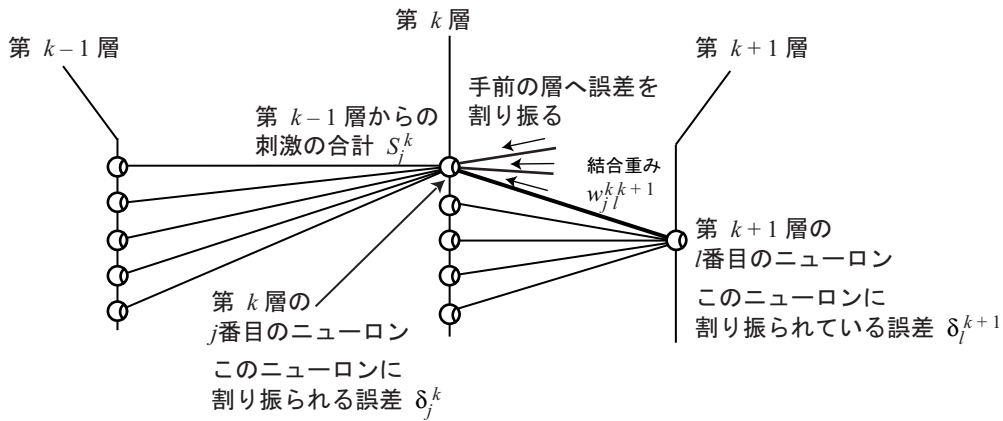 第 k – 1 層
第 k 層
第 k + 1 層
手前の層へ誤差を
割り振る
第 k – 1 層からの
刺激の合計 S_j^k
結合重み
w_{j l}^{k k + 1}
第 k + 1 層の
l番目のニューロン
このニューロンに
割り振られている誤差 δ_l^{k + 1}
第 k 層の
j番目のニューロン
このニューロンに
割り振られる誤差 δ_j^k